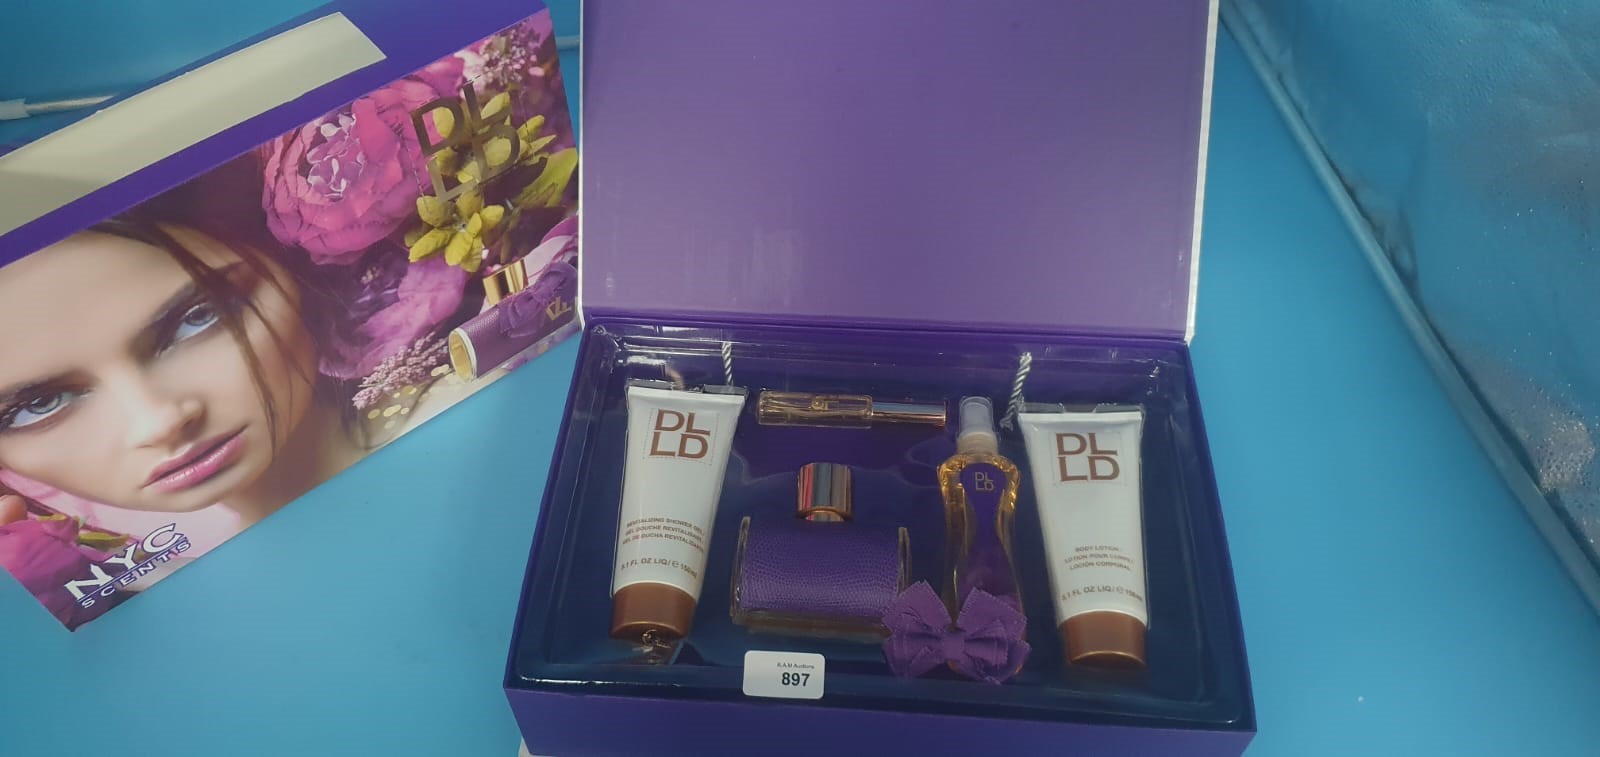 DL
LD
DL
NYC
SCENTS
DL
LD
REVITALIZING SHOWER GEL /
GEL DOUCHE REVITALISANT /
GEL DE DUCHA REVITALIZANTE
5.1 FL OZ LIQ/ ℮ 150ml
DL
LD
DL
LD
BODY LOTION /
LOTION POUR CORPS /
LOCIÓN CORPORAL
5.1 FL OZ LIQ/ ℮ 150ml
R.A.M Auctions
897